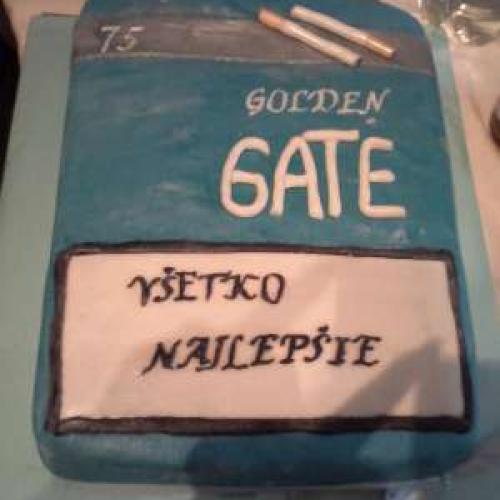 75
GOLDEN
GATE
VŠETKO
NAJLEPŠIE